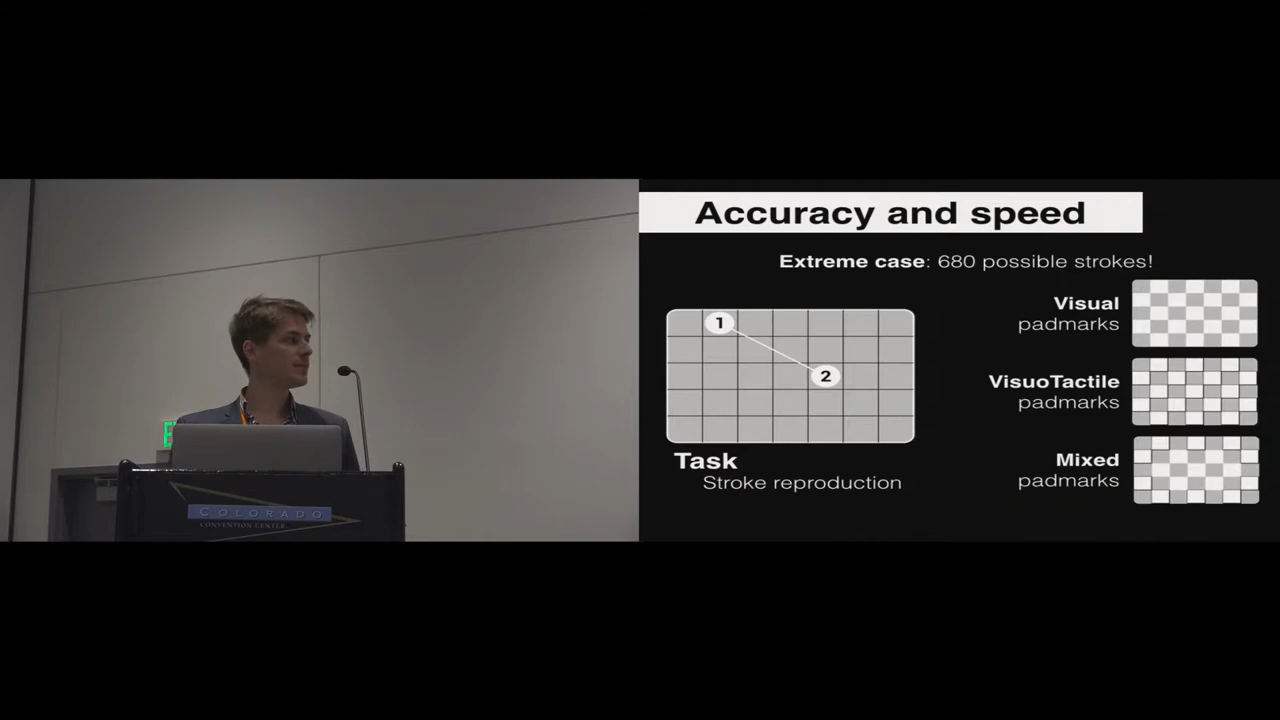 Accuracy and speed
Extreme case: 680 possible strokes!
1
2
Task
Stroke reproduction
Visual
padmarks
VisuoTactile
padmarks
Mixed
padmarks
COLORADO
CONVENTION CENTER